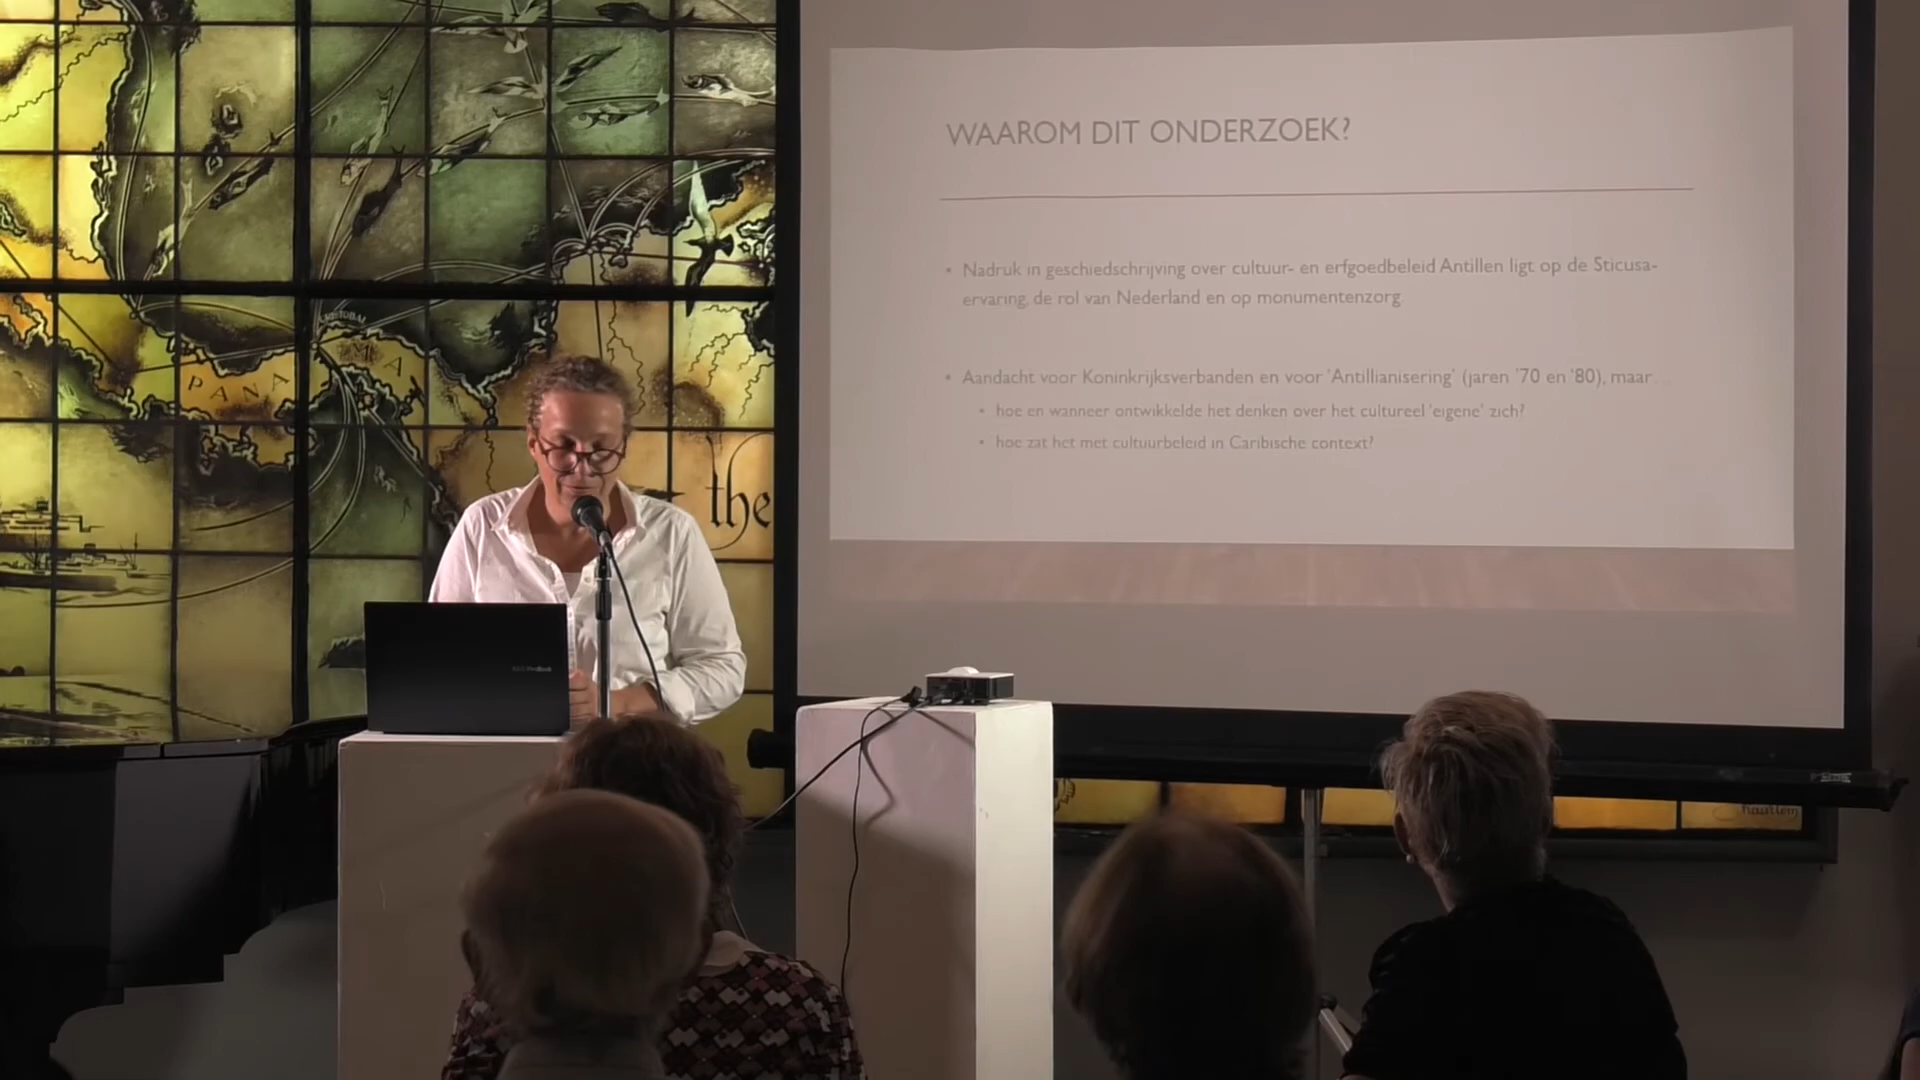 WAAROM DIT ONDERZOEK?
• Nadruk in geschiedschrijving over cultuur- en erfgoedbeleid Antillen ligt op de Sticusa-
ervaring, de rol van Nederland en op monumentenzorg.
• Aandacht voor Koninkrijksverbanden en voor 'Antillianisering' (jaren '70 en '80), maar
• hoe en wanneer ontwikkelde het denken over het cultureel 'eigene' zich?
• hoe zat het met cultuurbeleid in Caribische context?
CRISTOBAL
PANAMA
the
haarlem